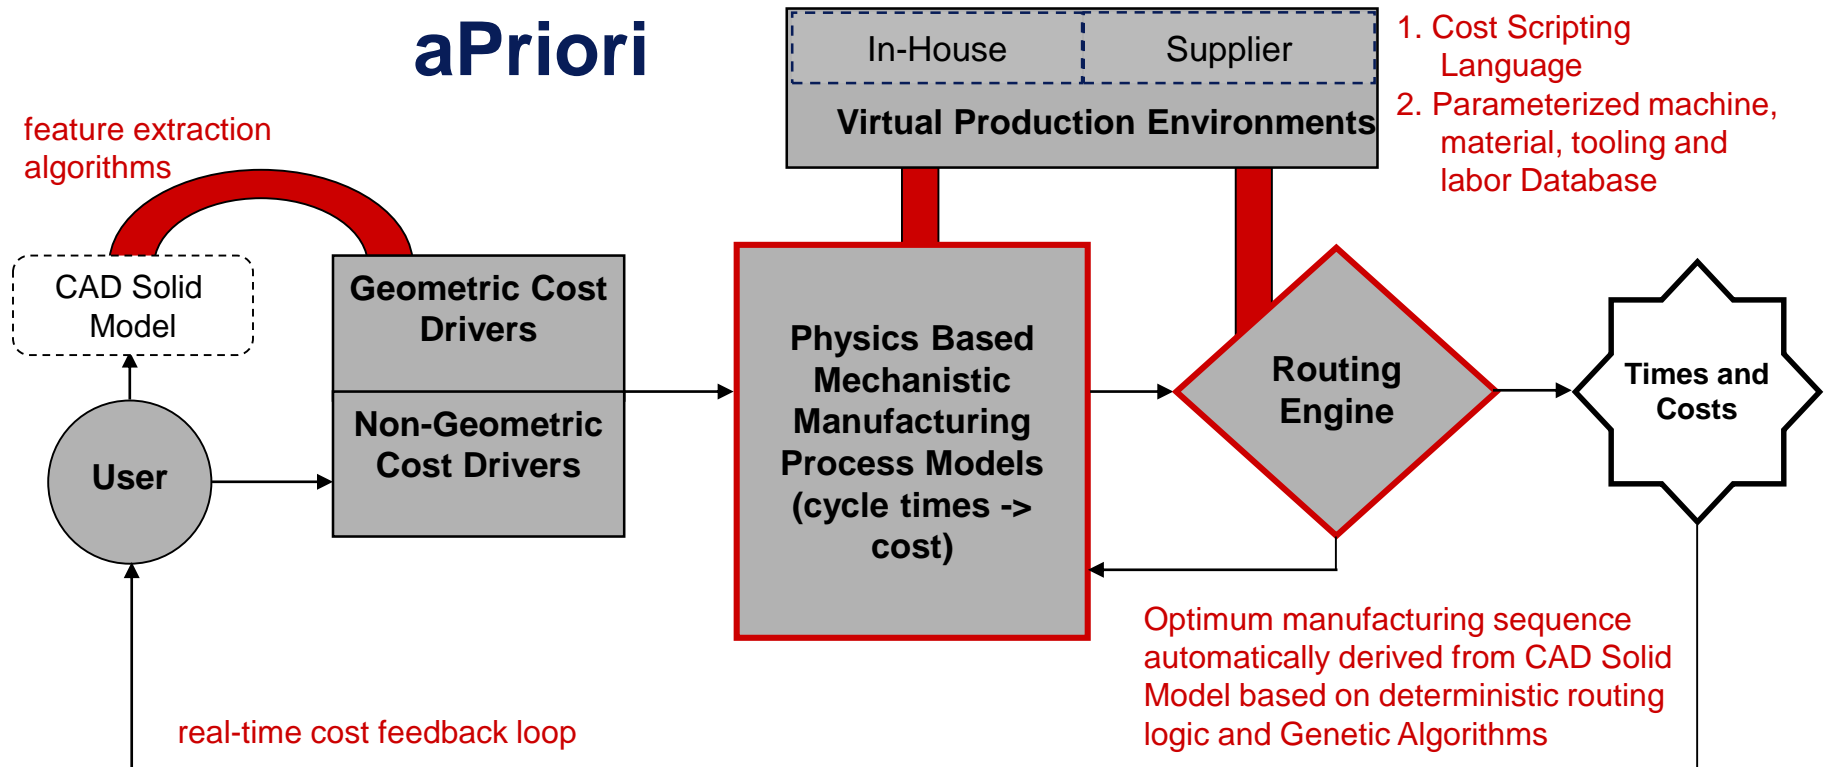 aPriori
In-House
Supplier
Virtual Production Environments
1. Cost Scripting
Language
2. Parameterized machine,
material, tooling and
labor Database
feature extraction
algorithms
CAD Solid
Model
Geometric Cost
Drivers
Non-Geometric
Cost Drivers
User
Physics Based
Mechanistic
Manufacturing
Process Models
(cycle times ->
cost)
Routing
Engine
Times and
Costs
Optimum manufacturing sequence
automatically derived from CAD Solid
Model based on deterministic routing
logic and Genetic Algorithms
real-time cost feedback loop